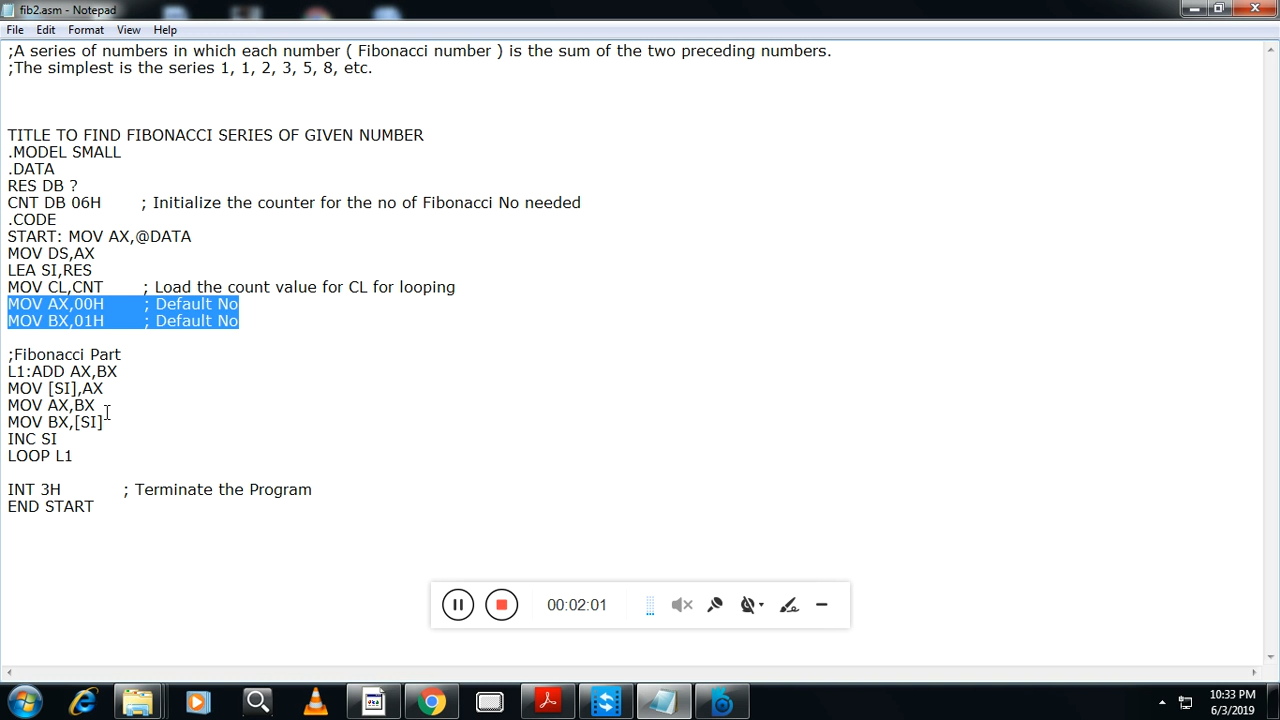 fib2.asm - Notepad
File Edit Format View Help
;A series of numbers in which each number ( Fibonacci number ) is the sum of the two preceding numbers.
;The simplest is the series 1, 1, 2, 3, 5, 8, etc.
TITLE TO FIND FIBONACCI SERIES OF GIVEN NUMBER
.MODEL SMALL
.DATA
RES DB ?
CNT DB 06H ; Initialize the counter for the no of Fibonacci No needed
.CODE
START: MOV AX,@DATA
MOV DS,AX
LEA SI,RES
MOV CL,CNT ; Load the count value for CL for looping
MOV AX,00H ; Default No
MOV BX,01H ; Default No
;Fibonacci Part
L1:ADD AX,BX
MOV [SI],AX
MOV AX,BX
MOV BX,[SI]
INC SI
LOOP L1
INT 3H ; Terminate the Program
END START
00:02:01
10:33 PM
6/3/2019